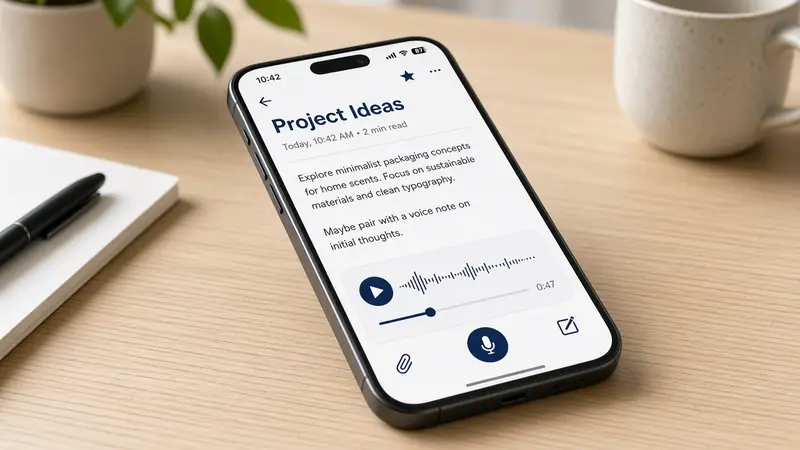 10:42
87
Project Ideas
Today, 10:42 AM • 2 min read
Explore minimalist packaging concepts
for home scents. Focus on sustainable
materials and clean typography.
Maybe pair with a voice note on
initial thoughts.
0:47